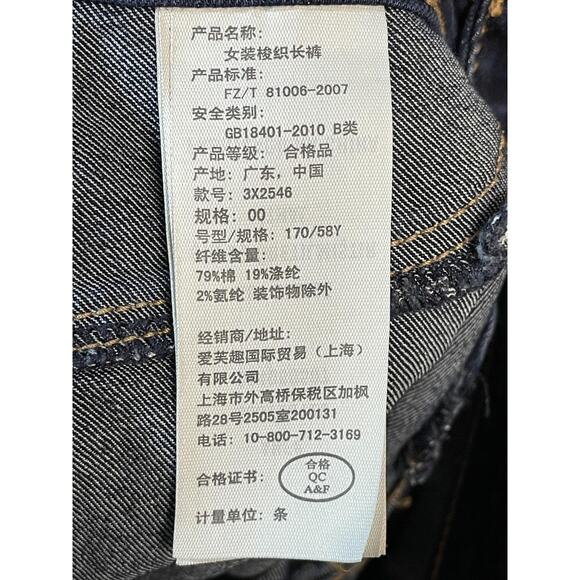 产品名称:
女装梭织长裤
产品标准:
FZ/T 81006-2007
安全类别:
GB18401-2010 B类
产品等级: 合格品
产地: 广东, 中国
款号: 3X2546
规格: 00
号型/规格: 170/58Y
纤维含量:
79%棉 19%涤纶
2%氨纶 装饰物除外
经销商/地址:
爱芙趣国际贸易（上海）
有限公司
上海市外高桥保税区加枫
路28号2505室200131
电话: 10-800-712-3169
合格证书:
合格
QC
A&F
计量单位: 条